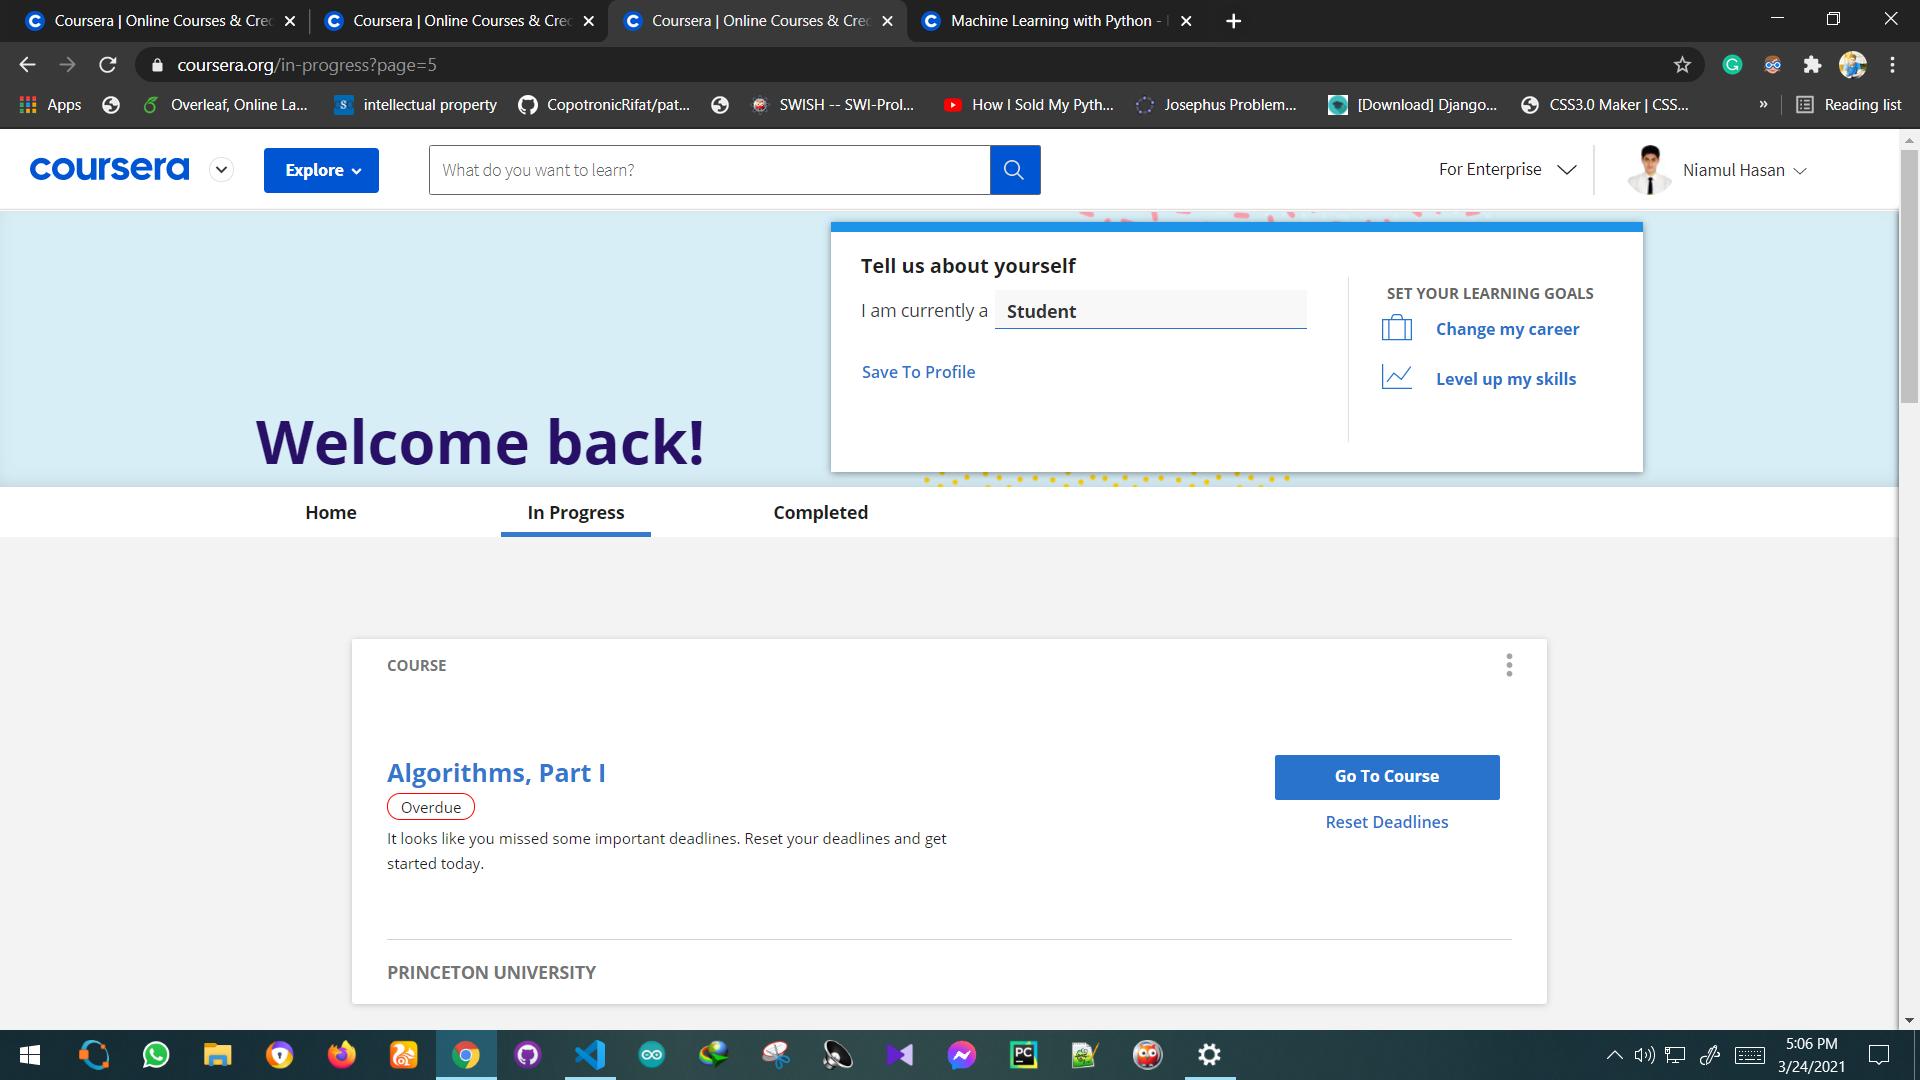 Coursera | Online Courses & Cred
Coursera | Online Courses & Cred
Coursera | Online Courses & Cred
Machine Learning with Python -
coursera.org/in-progress?page=5
Apps
Overleaf, Online La...
intellectual property
CopotronicRifat/pat...
SWISH -- SWI-Prol...
How I Sold My Pyth...
Josephus Problem...
[Download] Django...
CSS3.0 Maker | CSS...
»
Reading list
coursera
Explore
What do you want to learn?
For Enterprise
Niamul Hasan
Tell us about yourself
I am currently a Student
Save To Profile
SET YOUR LEARNING GOALS
Change my career
Level up my skills
Welcome back!
Home
In Progress
Completed
COURSE
Algorithms, Part I
Overdue
It looks like you missed some important deadlines. Reset your deadlines and get
started today.
Go To Course
Reset Deadlines
PRINCETON UNIVERSITY
5:06 PM
3/24/2021